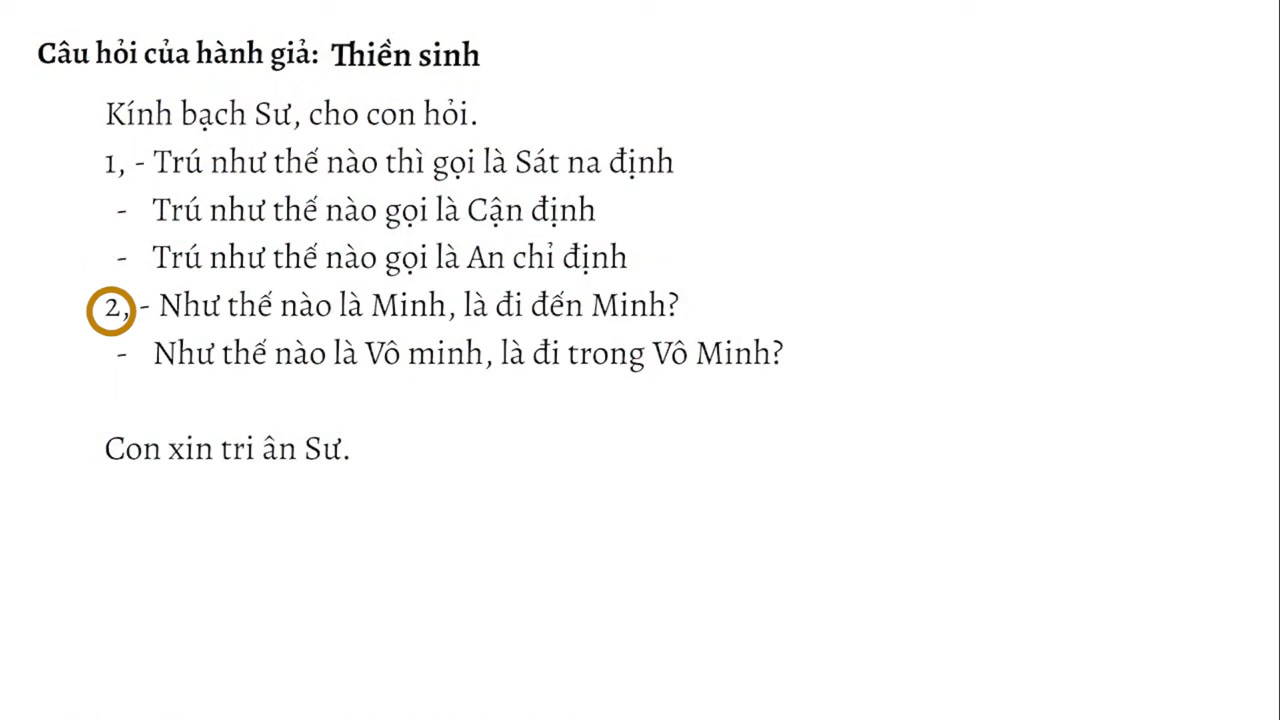 Câu hỏi của hành giả: Thiền sinh
Kính bạch Sư, cho con hỏi.
1, - Trú như thế nào thì gọi là Sát na định
- Trú như thế nào gọi là Cận định
- Trú như thế nào gọi là An chỉ định
2, - Như thế nào là Minh, là đi đến Minh?
- Như thế nào là Vô minh, là đi trong Vô Minh?
Con xin tri ân Sư.